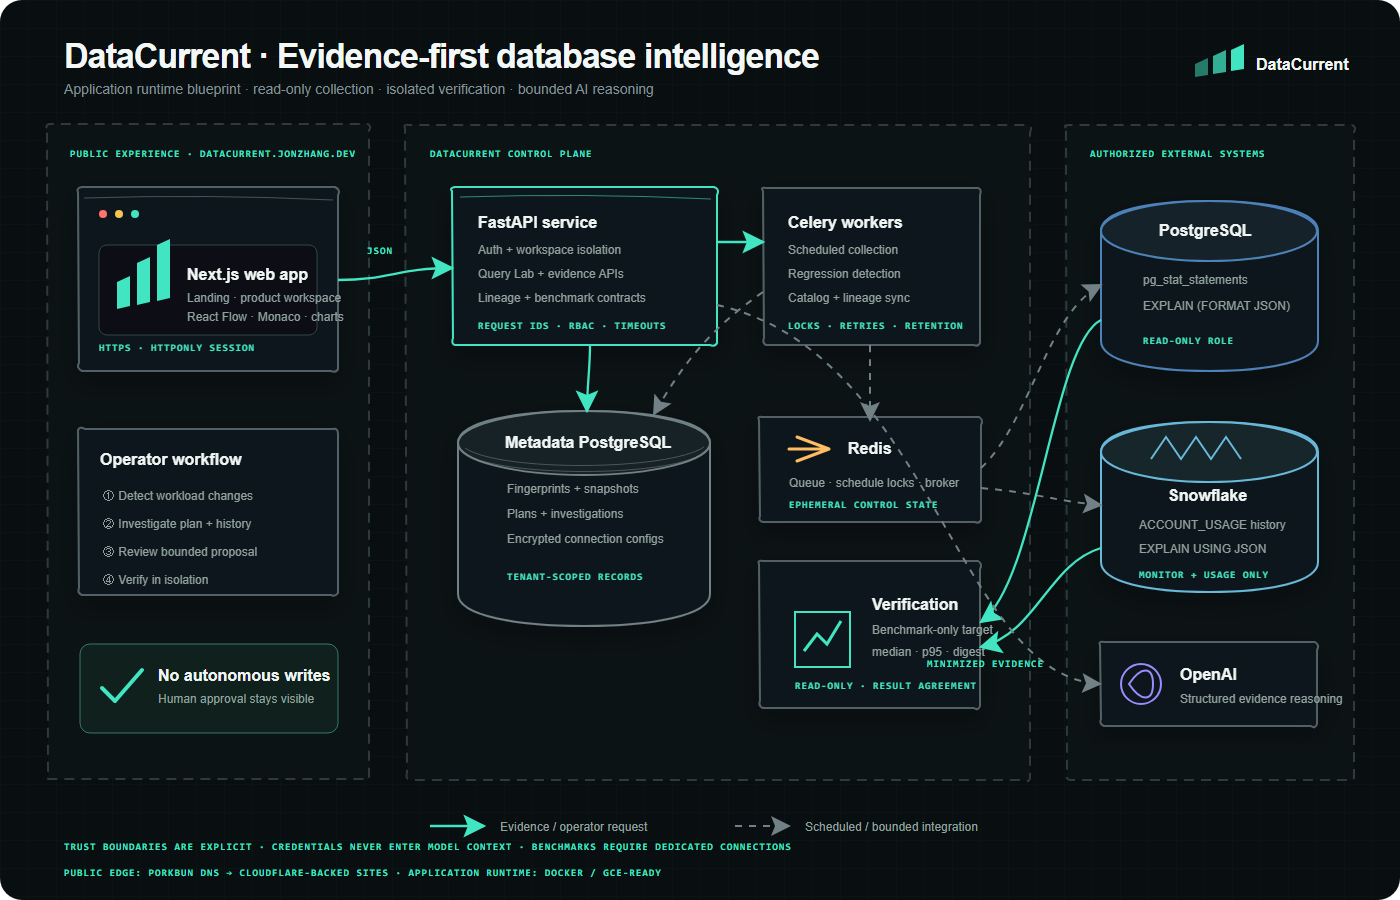 DataCurrent · Evidence-first database intelligence
Application runtime blueprint · read-only collection · isolated verification · bounded AI reasoning
DataCurrent
PUBLIC EXPERIENCE · DATACURRENT.JONZHANG.DEV
Next.js web app
Landing · product workspace
React Flow · Monaco · charts
HTTPS · HTTPONLY SESSION
Operator workflow
① Detect workload changes
② Investigate plan + history
③ Review bounded proposal
④ Verify in isolation
No autonomous writes
Human approval stays visible
JSON
DATACURRENT CONTROL PLANE
FastAPI service
Auth + workspace isolation
Query Lab + evidence APIs
Lineage + benchmark contracts
REQUEST IDS · RBAC · TIMEOUTS
Celery workers
Scheduled collection
Regression detection
Catalog + lineage sync
LOCKS · RETRIES · RETENTION
Metadata PostgreSQL
Fingerprints + snapshots
Plans + investigations
Encrypted connection configs
TENANT-SCOPED RECORDS
Redis
Queue · schedule locks · broker
EPHEMERAL CONTROL STATE
Verification
Benchmark-only target
median · p95 · digest
MINIMIZED EVIDENCE
READ-ONLY · RESULT AGREEMENT
AUTHORIZED EXTERNAL SYSTEMS
PostgreSQL
pg_stat_statements
EXPLAIN (FORMAT JSON)
READ-ONLY ROLE
Snowflake
ACCOUNT_USAGE history
EXPLAIN USING JSON
MONITOR + USAGE ONLY
OpenAI
Structured evidence reasoning
Evidence / operator request
Scheduled / bounded integration
TRUST BOUNDARIES ARE EXPLICIT · CREDENTIALS NEVER ENTER MODEL CONTEXT · BENCHMARKS REQUIRE DEDICATED CONNECTIONS
PUBLIC EDGE: PORKBUN DNS → CLOUDFLARE-BACKED SITES · APPLICATION RUNTIME: DOCKER / GCE-READY